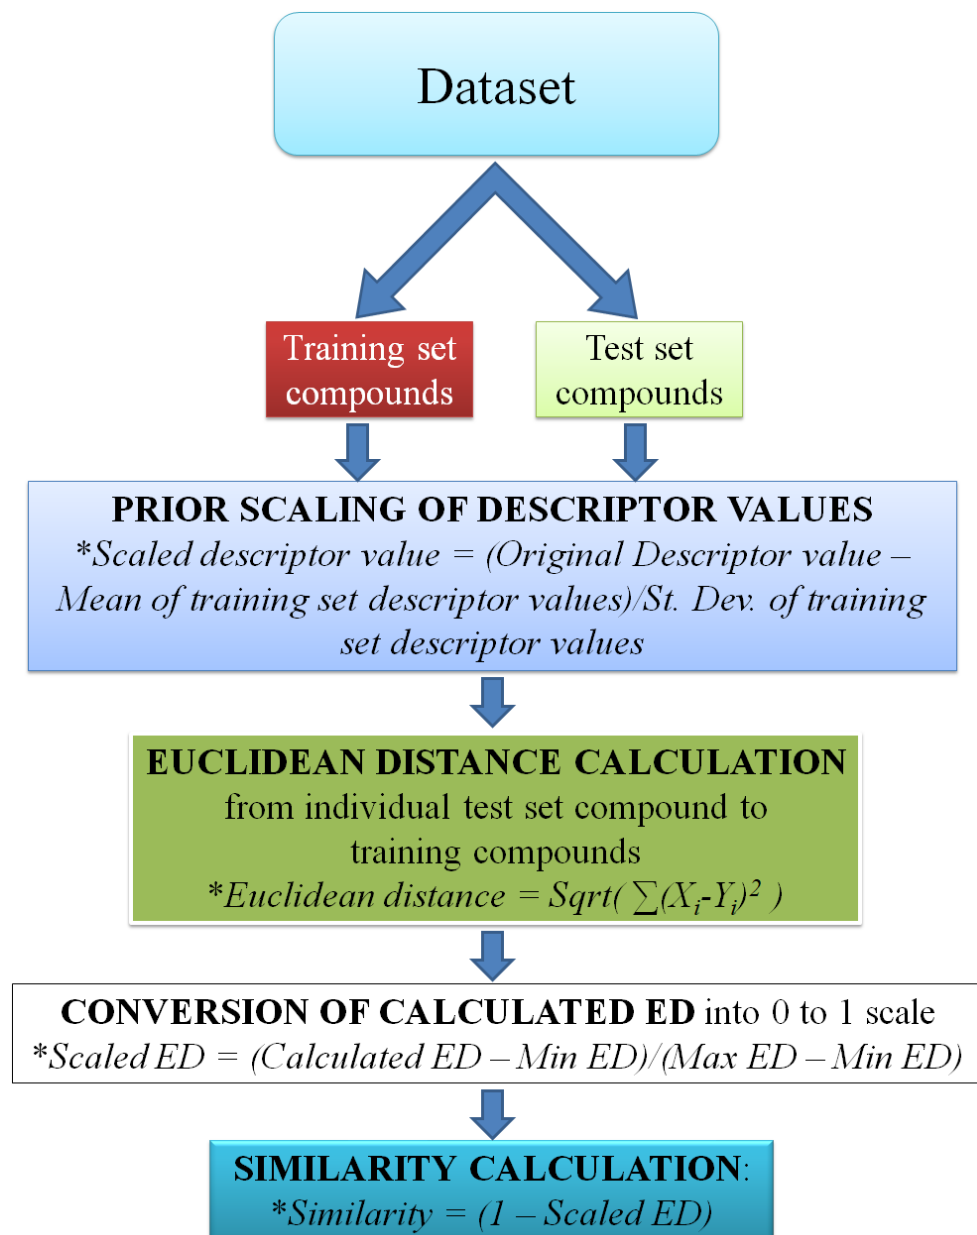 Dataset
Training set
compounds
Test set
compounds
PRIOR SCALING OF DESCRIPTOR VALUES
*Scaled descriptor value = (Original Descriptor value –
Mean of training set descriptor values)/St. Dev. of training
set descriptor values
EUCLIDEAN DISTANCE CALCULATION
from individual test set compound to
training compounds
*Euclidean distance = Sqrt( ∑(Xᵢ-Yᵢ)² )
CONVERSION OF CALCULATED ED into 0 to 1 scale
*Scaled ED = (Calculated ED – Min ED)/(Max ED – Min ED)
SIMILARITY CALCULATION:
*Similarity = (1 – Scaled ED)